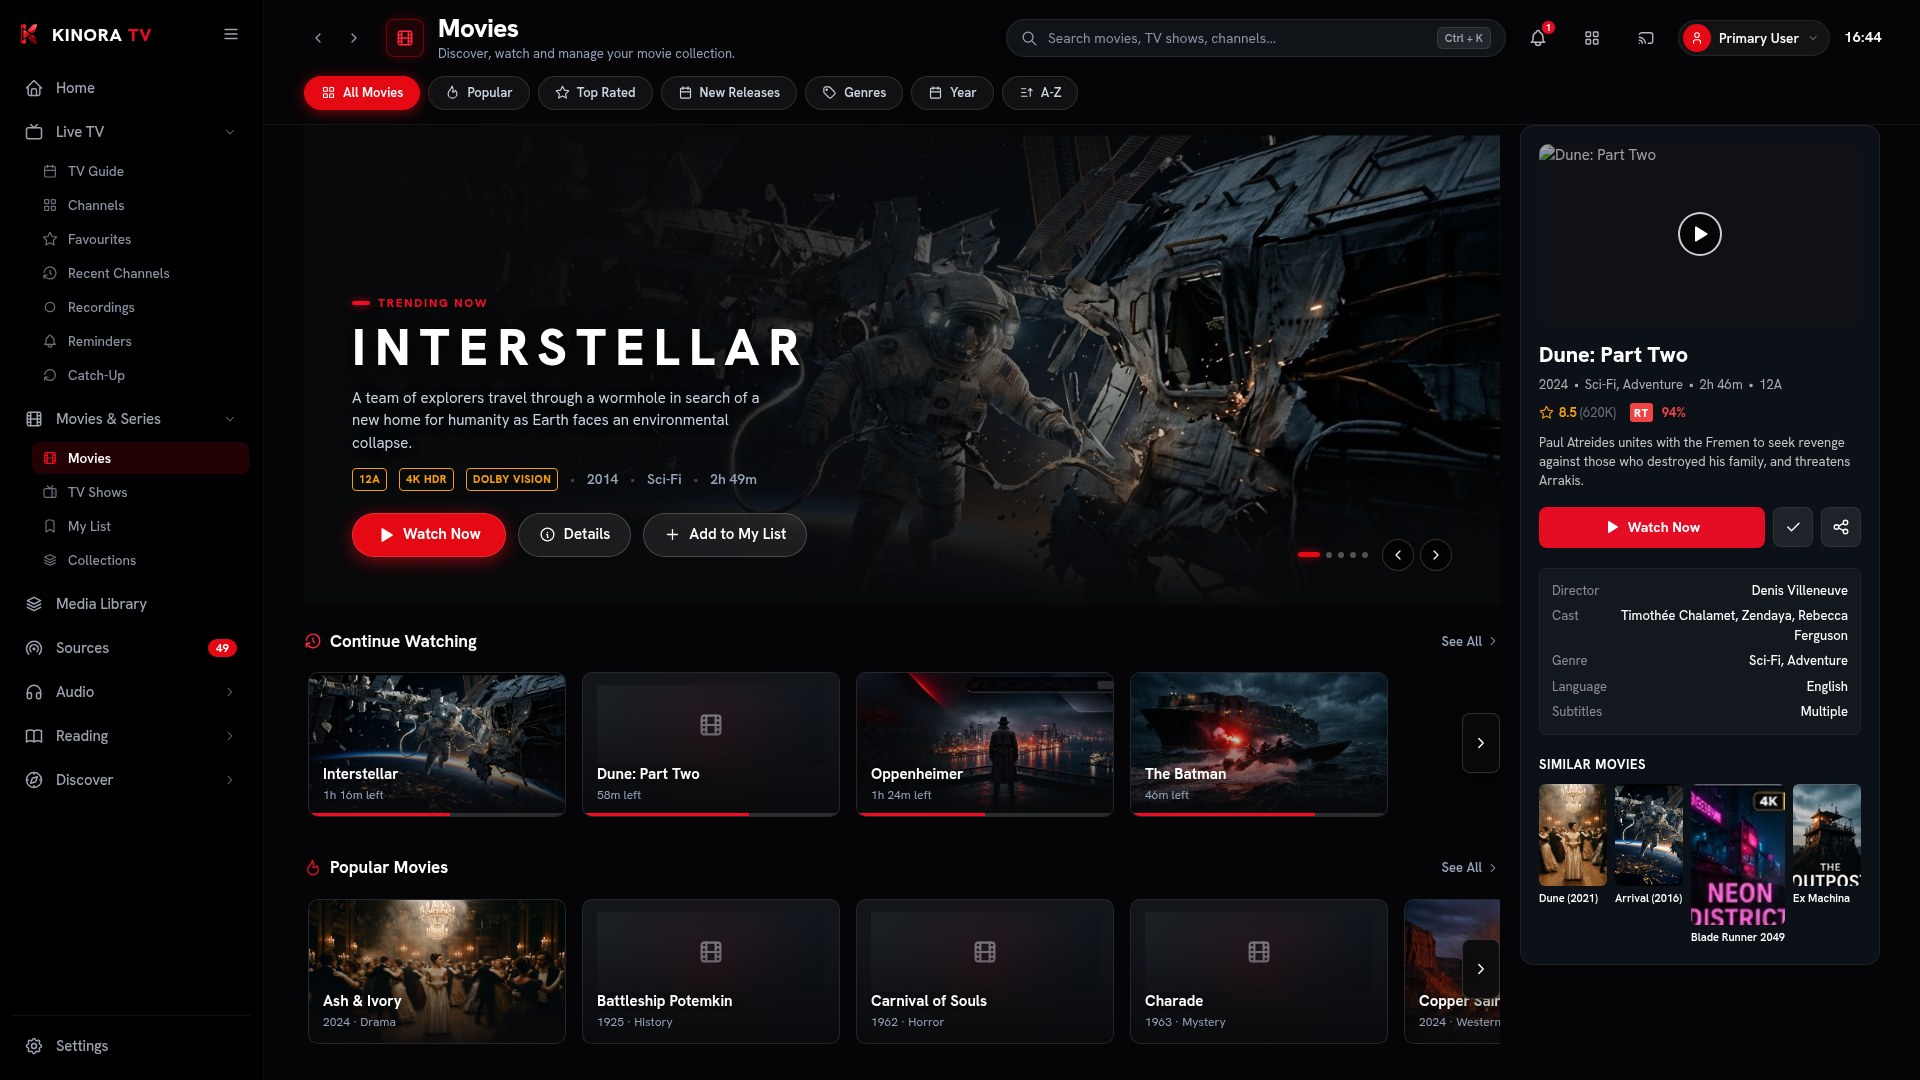 KINORA TV
Home
Live TV
TV Guide
Channels
Favourites
Recent Channels
Recordings
Reminders
Catch-Up
Movies & Series
Movies
TV Shows
My List
Collections
Media Library
Sources 49
Audio
Reading
Discover
Settings
Movies
Discover, watch and manage your movie collection.
Search movies, TV shows, channels...
Ctrl + K
1
Primary User
16:44
All Movies
Popular
Top Rated
New Releases
Genres
Year
A-Z
TRENDING NOW
INTERSTELLAR
A team of explorers travel through a wormhole in search of a
new home for humanity as Earth faces an environmental
collapse.
12A 4K HDR DOLBY VISION • 2014 • Sci-Fi • 2h 49m
Watch Now
Details
Add to My List
Continue Watching
See All
Interstellar
1h 16m left
Dune: Part Two
58m left
Oppenheimer
1h 24m left
The Batman
46m left
Popular Movies
See All
Ash & Ivory
2024 · Drama
Battleship Potemkin
1925 · History
Carnival of Souls
1962 · Horror
Charade
1963 · Mystery
Copper
2024 · Western
Dune: Part Two
Dune: Part Two
2024 • Sci-Fi, Adventure • 2h 46m • 12A
8.5 (620K) RT 94%
Paul Atreides unites with the Fremen to seek revenge
against those who destroyed his family, and threatens
Arrakis.
Watch Now
Director Denis Villeneuve
Cast Timothée Chalamet, Zendaya, Rebecca
Ferguson
Genre Sci-Fi, Adventure
Language English
Subtitles Multiple
SIMILAR MOVIES
Dune (2021)
Arrival (2016)
4K
NEON
DISTRICT
Blade Runner 2049
THE
OUTPOST
Ex Machina